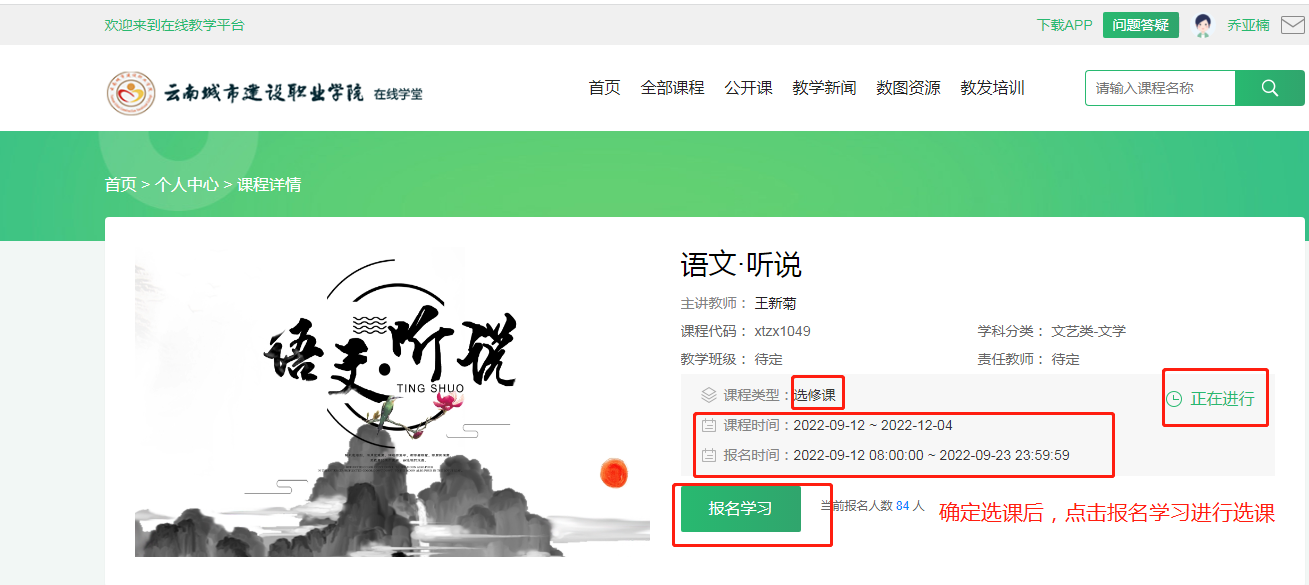 欢迎来到在线教学平台
下载APP 问题答疑 乔亚楠
云南城市建设职业学院 在线学堂
首页 全部课程 公开课 教学新闻 数图资源 教发培训
请输入课程名称
首页 > 个人中心 > 课程详情
语文·听说
TING SHUO
语文·听说
主讲教师： 王新菊
课程代码： xtzx1049 学科分类： 文艺类-文学
教学班级： 待定 责任教师： 待定
课程类型：选修课
正在进行
课程时间：2022-09-12 ~ 2022-12-04
报名时间：2022-09-12 08:00:00 ~ 2022-09-23 23:59:59
报名学习 当前报名人数 84 人 确定选课后，点击报名学习进行选课